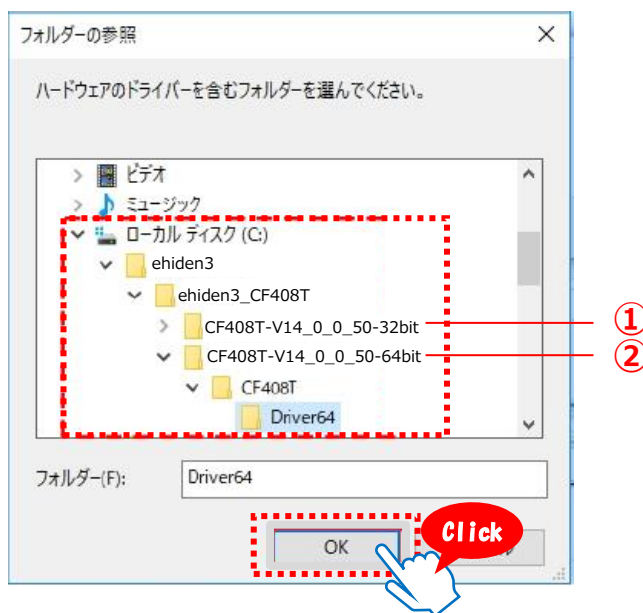 フォルダーの参照
ハードウェアのドライバーを含むフォルダーを選んでください。
ビデオ
ミュージック
ローカル ディスク (C:)
ehiden3
ehiden3_CF408T
CF408T-V14_0_0_50-32bit ①
CF408T-V14_0_0_50-64bit ②
CF408T
Driver64
フォルダー(F): Driver64
OK Click